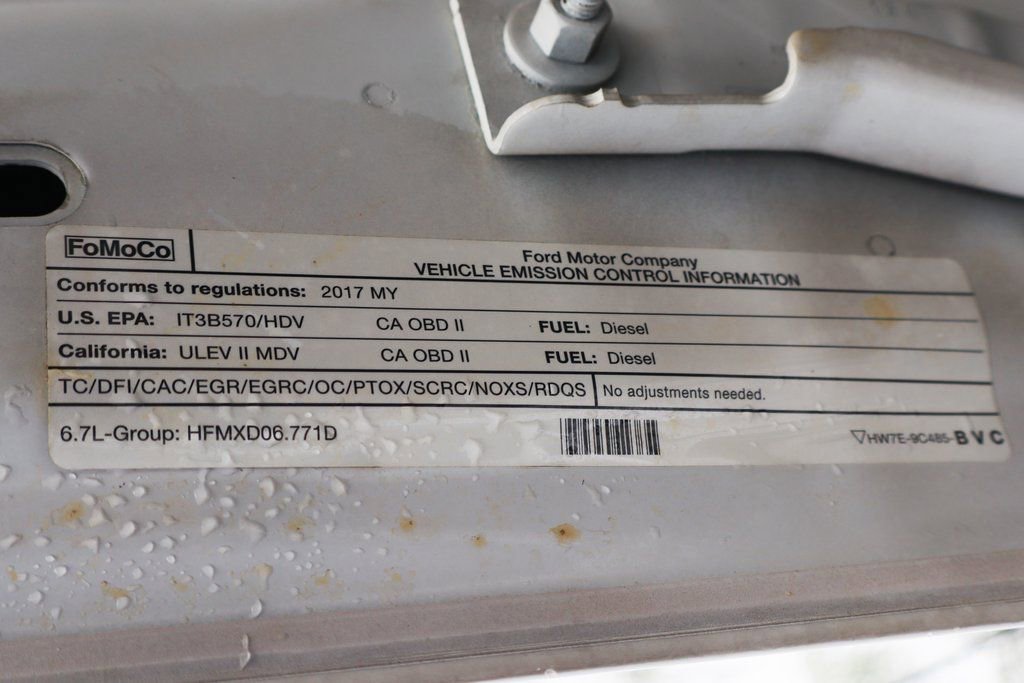 FoMoCo
Ford Motor Company
VEHICLE EMISSION CONTROL INFORMATION
Conforms to regulations: 2017 MY
U.S. EPA: IT3B570/HDV CA OBD II FUEL: Diesel
California: ULEV II MDV CA OBD II FUEL: Diesel
TC/DFI/CAC/EGR/EGRC/OC/PTOX/SCRC/NOXS/RDQS No adjustments needed.
6.7L-Group: HFMXD06.771D
▽HW7E-9C485-BVC